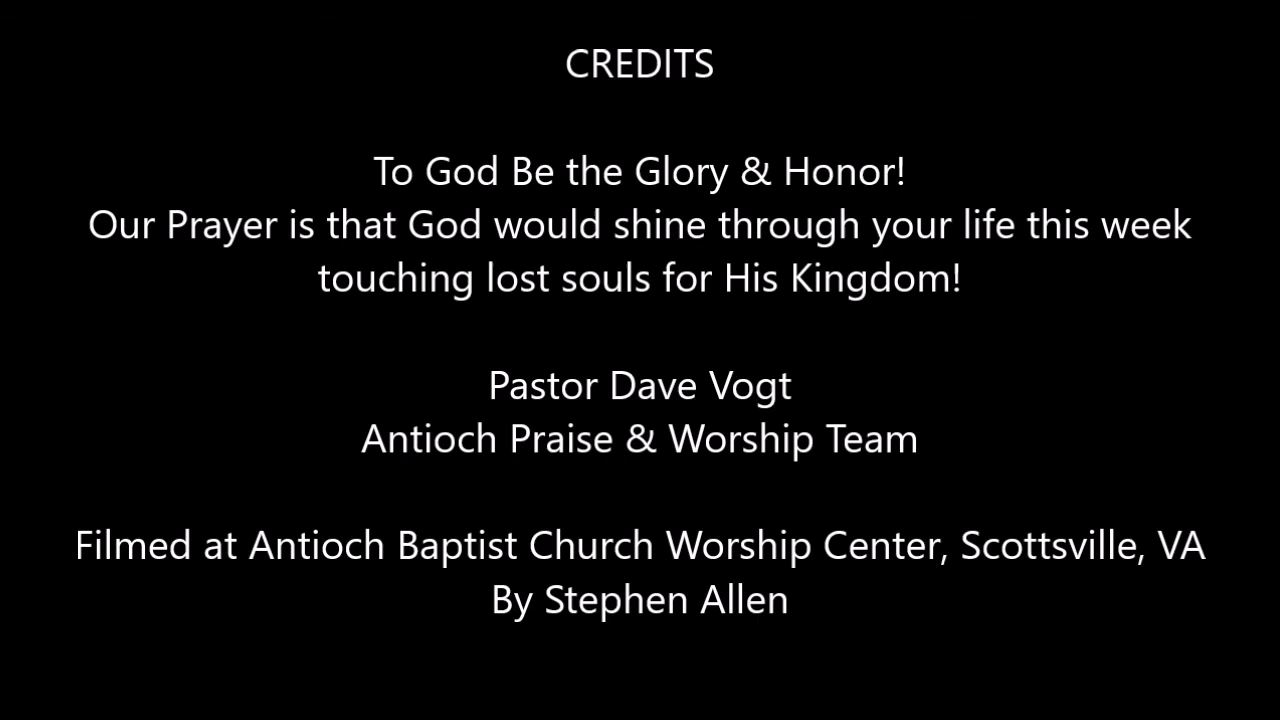 CREDITS
To God Be the Glory & Honor!
Our Prayer is that God would shine through your life this week
touching lost souls for His Kingdom!
Pastor Dave Vogt
Antioch Praise & Worship Team
Filmed at Antioch Baptist Church Worship Center, Scottsville, VA
By Stephen Allen